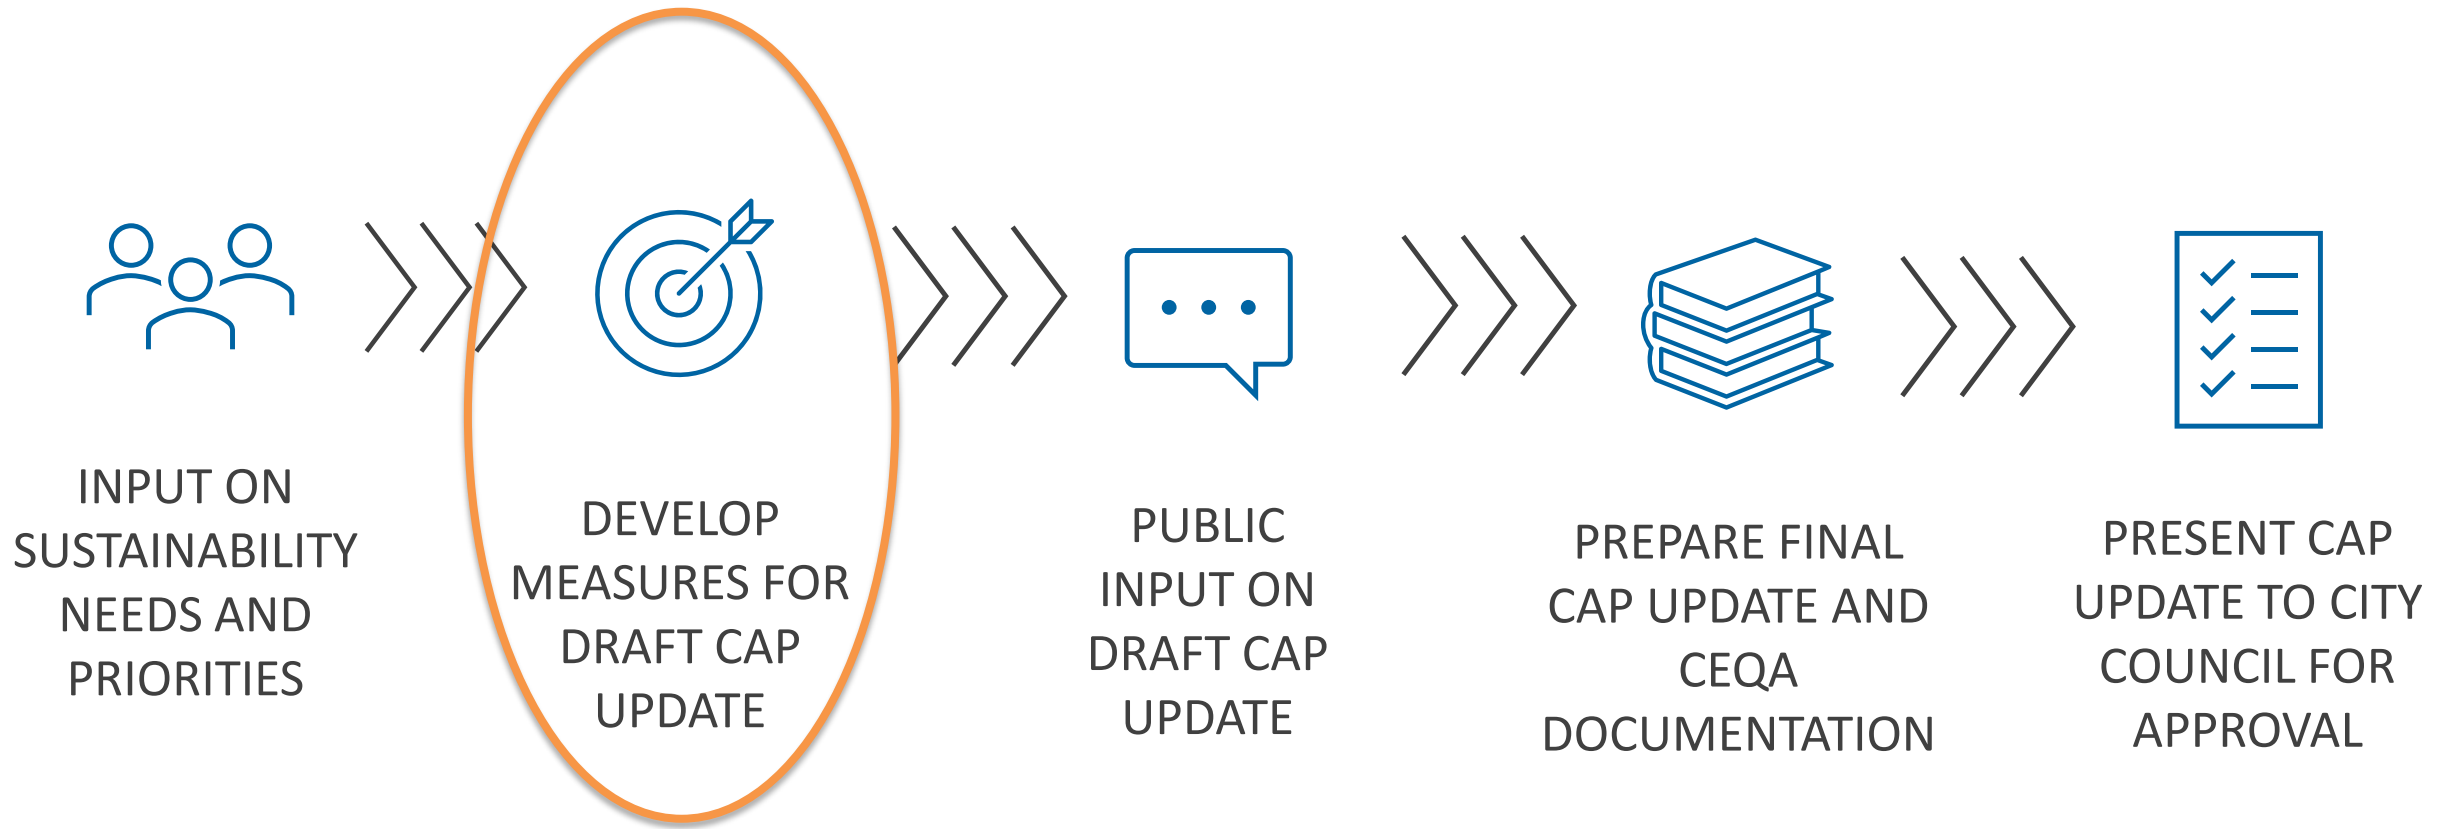 INPUT ON
SUSTAINABILITY
NEEDS AND
PRIORITIES
DEVELOP
MEASURES FOR
DRAFT CAP
UPDATE
PUBLIC
INPUT ON
DRAFT CAP
UPDATE
PREPARE FINAL
CAP UPDATE AND
CEQA
DOCUMENTATION
PRESENT CAP
UPDATE TO CITY
COUNCIL FOR
APPROVAL